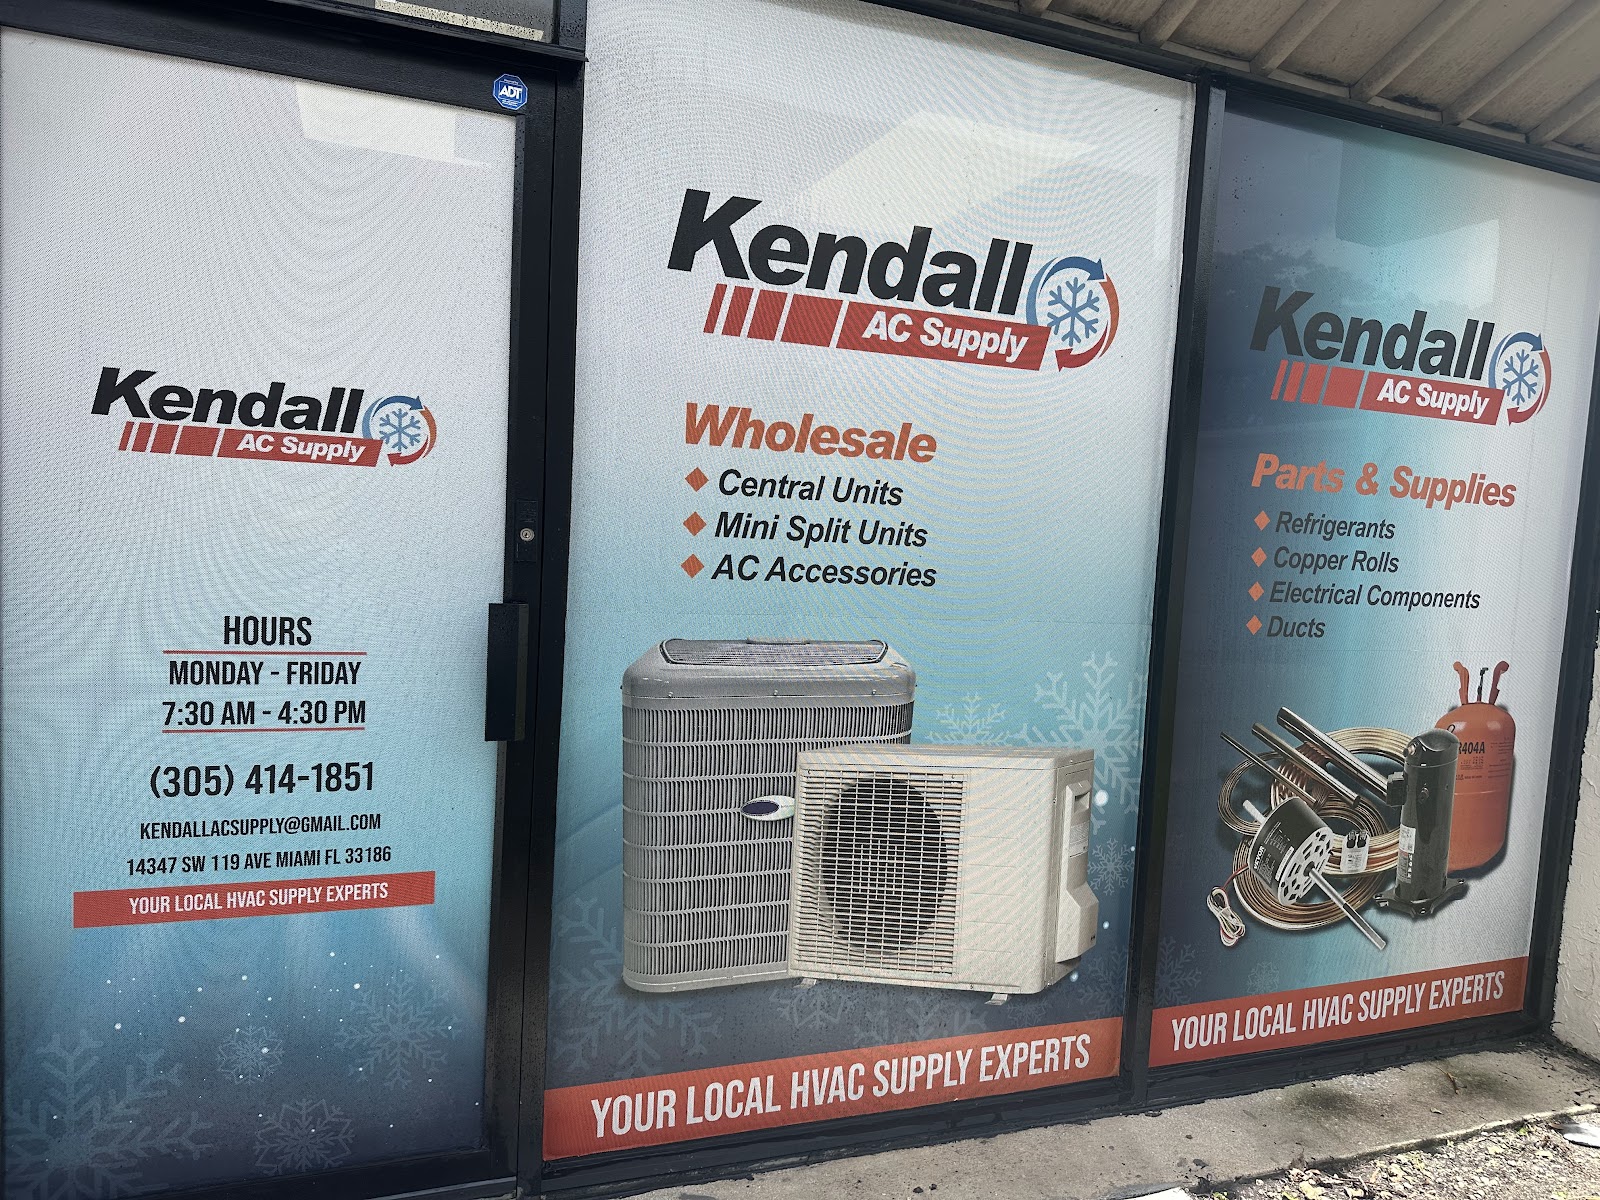 ADT
Kendall
AC Supply
HOURS
MONDAY - FRIDAY
7:30 AM - 4:30 PM
(305) 414-1851
KENDALLACSUPPLY@GMAIL.COM
14347 SW 119 AVE MIAMI FL 33186
YOUR LOCAL HVAC SUPPLY EXPERTS
Kendall
AC Supply
Wholesale
Central Units
Mini Split Units
AC Accessories
YOUR LOCAL HVAC SUPPLY EXPERTS
Kendall
AC Supply
Parts & Supplies
Refrigerants
Copper Rolls
Electrical Components
Ducts
R404A
YOUR LOCAL HVAC SUPPLY EXPERTS